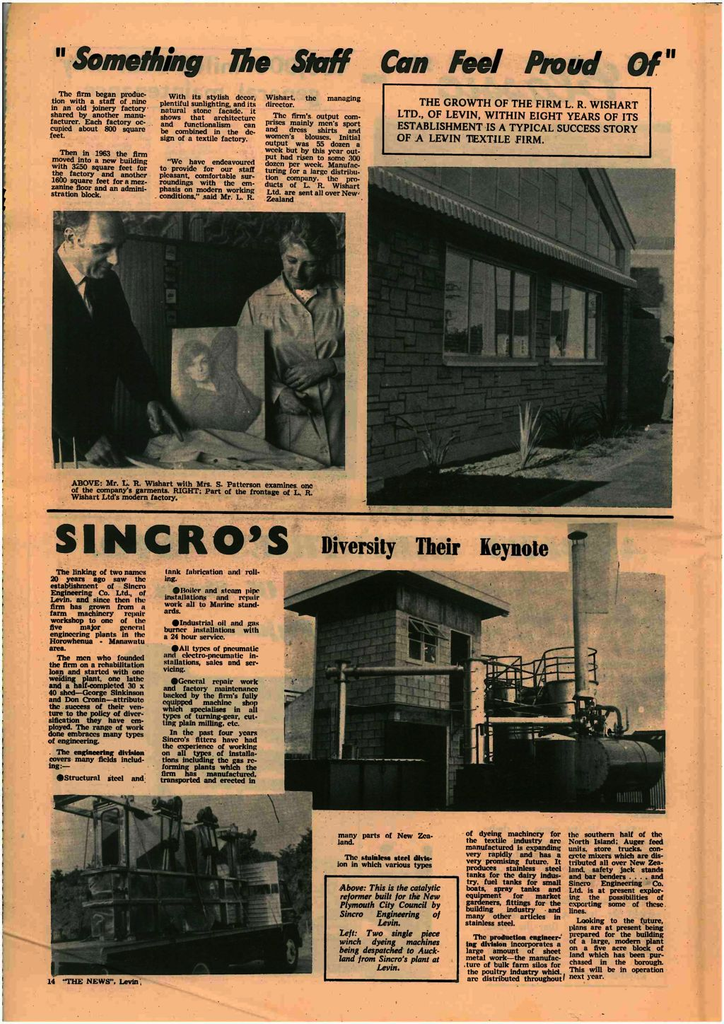 "Something The Staff Can Feel Proud Of"
The firm began produc-
tion with a staff of nine
in an old joinery factory
shared by another manu-
facturer. Each factory oc-
cupied about 800 square
feet.
Then in 1963 the firm
moved into a new building
with 3250 square feet for
the factory and another
1600 square feet for a mez-
zanine floor and an admini-
stration block.
With its stylish decor,
plentiful sunlighting, and its
natural stone facade, it
shows that architecture
and functionalism can
be combined in the de-
sign of a textile factory.
"We have endeavoured
to provide for our staff
pleasant, comfortable sur-
roundings with the em-
phasis on modern working
conditions," said Mr. L. R.
Wishart, the managing
director.
The firm's output com-
prises mainly men's sport
and dress shirts and
women's blouses. Initial
output was 55 dozen a
week but by this year out-
put had risen to some 300
dozen per week. Manufac-
turing for a large distribu-
tion company, the pro-
ducts of L. R. Wishart
Ltd. are sent all over New
Zealand
THE GROWTH OF THE FIRM L. R. WISHART
LTD., OF LEVIN, WITHIN EIGHT YEARS OF ITS
ESTABLISHMENT IS A TYPICAL SUCCESS STORY
OF A LEVIN TEXTILE FIRM.
ABOVE: Mr. L. R. Wishart with Mrs. S. Patterson examines one
of the company's garments. RIGHT: Part of the frontage of L. R.
Wishart Ltd's modern factory.
SINCRO'S Diversity Their Keynote
The linking of two names
20 years ago saw the
establishment of Sincro
Engineering Co. Ltd., of
Levin, and since then the
firm has grown from a
farm machinery repair
workshop to one of the
five major general
engineering plants in the
Horowhenua - Manawatu
area.
The men who founded
the firm on a rehabilitation
loan and started with one
welding plant, one lathe
and a half-completed 30 x
40 shed—George Sinkinson
and Don Cronin—attribute
the success of their ven-
ture to the policy of diver-
sification they have em-
ployed. The range of work
done embraces many types
of engineering.
The engineering division
covers many fields includ-
ing:—
●Structural steel and
tank fabrication and roll-
ing.
●Boiler and steam pipe
installations and repair
work all to Marine stand-
ards.
●Industrial oil and gas
burner installations with
a 24 hour service.
●All types of pneumatic
and electro-pneumatic in-
stallations, sales and ser-
vicing.
●General repair work
and factory maintenance
backed by the firm's fully
equipped machine shop
which specialises in all
types of turning-gear, cut-
ting plain milling, etc.
In the past four years
Sincro's fitters have had
the experience of working
on all types of installa-
tions including the gas re-
forming plants which the
firm has manufactured,
transported and erected in
many parts of New Zea-
land.
The stainless steel divis-
ion in which various types
Above: This is the catalytic
reformer built for the New
Plymouth City Council by
Sincro Engineering of
Levin.
Left: Two single piece
winch dyeing machines
being despatched to Auck-
land from Sincro's plant at
Levin.
of dyeing machinery for
the textile industry are
manufactured is expanding
very rapidly and has a
very promising future. It
produces stainless steel
tanks for the dairy indus-
try, fuel tanks for small
boats, spray tanks and
equipment for market
gardeners, fittings for the
building industry and
many other articles in
stainless steel.
The production engineer-
ing division incorporates a
large amount of sheet
metal work—the manufac-
ture of bulk farm silos for
the poultry industry which
are distributed throughout
the southern half of the
North Island; Auger feed
units, store trucks, con-
crete mixers which are dis-
tributed all over New Zea-
land, safety jack stands
and bar benders . . . . and
Sincro Engineering Co.
Ltd. is at present explor-
ing the possibilities of
exporting some of these
lines.
Looking to the future,
plans are at present being
prepared for the building
of a large, modern plant
on a five acre block of
land which has been pur-
chased in the borough.
This will be in operation
next year.
14 "THE NEWS", Levin,